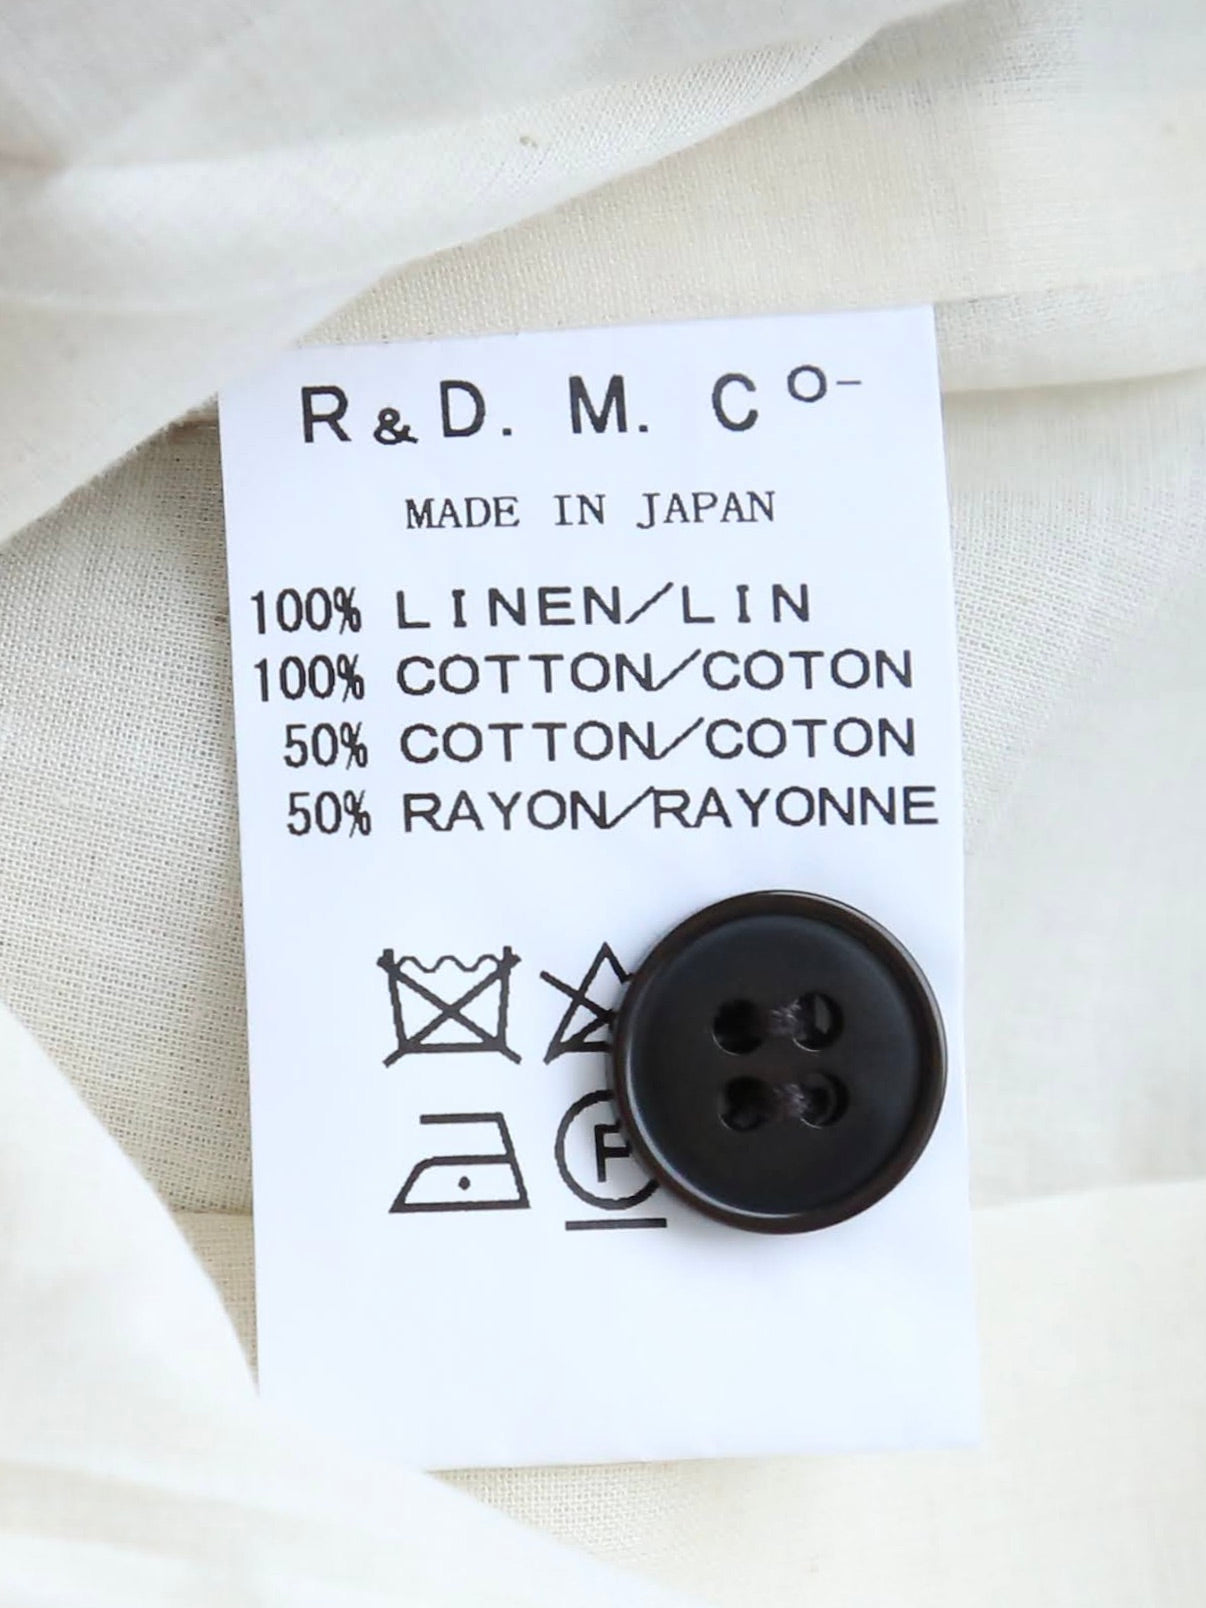 R&D. M. Co-
MADE IN JAPAN
100% LINEN/LIN
100% COTTON/COTON
50% COTTON/COTON
50% RAYON/RAYONNE
F